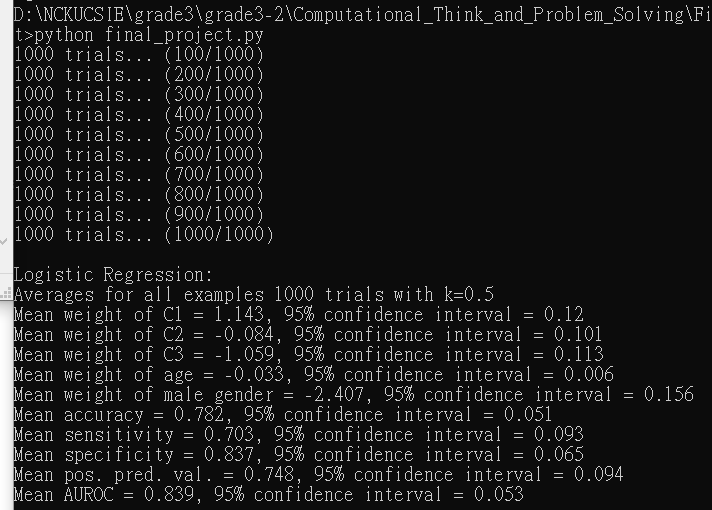 D:\NCKUCSIE\grade3\grade3-2\Computational_Think_and_Problem_Solving\Fi
t>python final_project.py
1000 trials... (100/1000)
1000 trials... (200/1000)
1000 trials... (300/1000)
1000 trials... (400/1000)
1000 trials... (500/1000)
1000 trials... (600/1000)
1000 trials... (700/1000)
1000 trials... (800/1000)
1000 trials... (900/1000)
1000 trials... (1000/1000)
Logistic Regression:
Averages for all examples 1000 trials with k=0.5
Mean weight of C1 = 1.143, 95% confidence interval = 0.12
Mean weight of C2 = -0.084, 95% confidence interval = 0.101
Mean weight of C3 = -1.059, 95% confidence interval = 0.113
Mean weight of age = -0.033, 95% confidence interval = 0.006
Mean weight of male gender = -2.407, 95% confidence interval = 0.156
Mean accuracy = 0.782, 95% confidence interval = 0.051
Mean sensitivity = 0.703, 95% confidence interval = 0.093
Mean specificity = 0.837, 95% confidence interval = 0.065
Mean pos. pred. val. = 0.748, 95% confidence interval = 0.094
Mean AUROC = 0.839, 95% confidence interval = 0.053